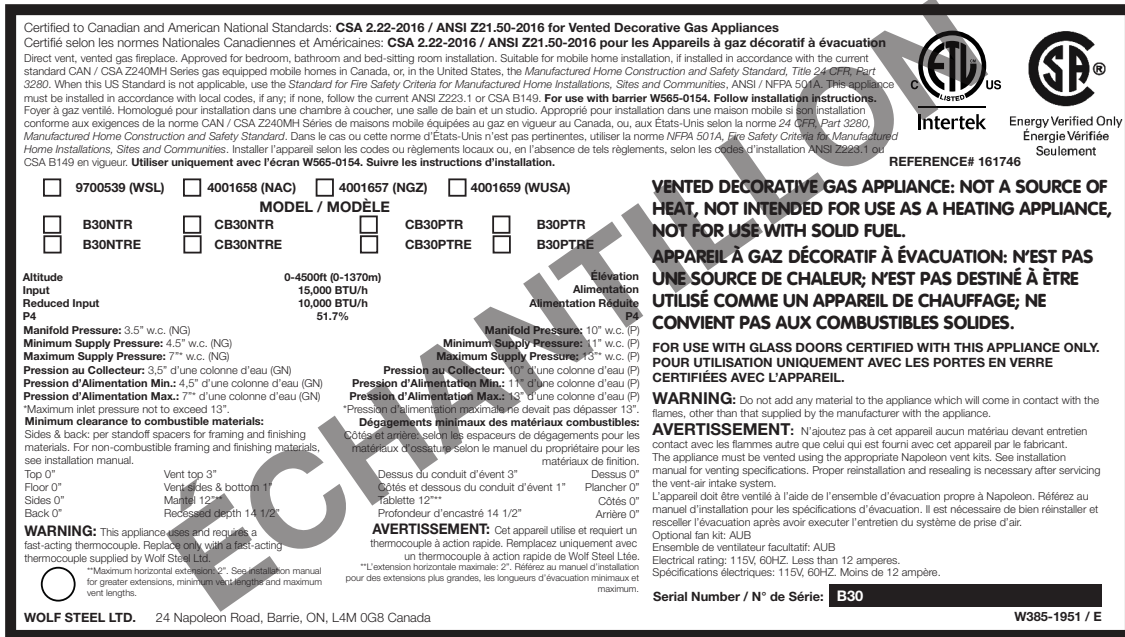 Certified to Canadian and American National Standards: CSA 2.22-2016 / ANSI Z21.50-2016 for Vented Decorative Gas Appliances
Certifié selon les normes Nationales Canadiennes et Américaines: CSA 2.22-2016 / ANSI Z21.50-2016 pour les Appareils à gaz décoratif à évacuation
Direct vent, vented gas fireplace. Approved for bedroom, bathroom and bed-sitting room installation. Suitable for mobile home installation, if installed in accordance with the current
standard CAN / CSA Z240MH Series gas equipped mobile homes in Canada, or, in the United States, the Manufactured Home Construction and Safety Standard, Title 24 CFR, Part
3280. When this US Standard is not applicable, use the Standard for Fire Safety Criteria for Manufactured Home Installations, Sites and Communities, ANSI / NFPA 501A. This appliance
must be installed in accordance with local codes, if any; if none, follow the current ANSI Z223.1 or CSA B149. For use with barrier W565-0154. Follow installation instructions.
Foyer à gaz ventilé. Homologué pour installation dans une chambre à coucher, une salle de bain et un studio. Approprié pour installation dans une maison mobile si son installation
conforme aux exigences de la norme CAN / CSA Z240MH Séries de maisons mobile équipées au gaz en vigueur au Canada, ou, aux États-Unis selon la norme 24 CFR, Part 3280,
Manufactured Home Construction and Safety Standard. Dans le cas ou cette norme d'États-Unis n'est pas pertinentes, utiliser la norme NFPA 501A, Fire Safety Criteria for Manufactured
Home Installations, Sites and Communities. Installer l'appareil selon les codes ou règlements locaux ou, en l'absence de tels règlements, selon les codes d'installation ANSI Z223.1 ou
CSA B149 en vigueur. Utiliser uniquement avec l'écran W565-0154. Suivre les instructions d'installation.
C ETL LISTED US
Intertek
CSA ®
Energy Verified Only
Énergie Vérifiée
Seulement
REFERENCE# 161746
9700539 (WSL) 4001658 (NAC) 4001657 (NGZ) 4001659 (WUSA)
MODEL / MODÈLE
B30NTR CB30NTR CB30PTR B30PTR
B30NTRE CB30NTRE CB30PTRE B30PTRE
Altitude 0-4500ft (0-1370m) Élévation
Input 15,000 BTU/h Alimentation
Reduced Input 10,000 BTU/h Alimentation Réduite
P4 51.7% P4
Manifold Pressure: 3.5" w.c. (NG) Manifold Pressure: 10" w.c. (P)
Minimum Supply Pressure: 4.5" w.c. (NG) Minimum Supply Pressure: 11" w.c. (P)
Maximum Supply Pressure: 7"* w.c. (NG) Maximum Supply Pressure: 13"* w.c. (P)
Pression au Collecteur: 3,5" d'une colonne d'eau (GN) Pression au Collecteur: 10" d'une colonne d'eau (P)
Pression d'Alimentation Min.: 4,5" d'une colonne d'eau (GN) Pression d'Alimentation Min.: 11" d'une colonne d'eau (P)
Pression d'Alimentation Max.: 7"* d'une colonne d'eau (GN) Pression d'Alimentation Max.: 13" d'une colonne d'eau (P)
*Maximum inlet pressure not to exceed 13". *Pression d'alimentation maximale ne devait pas dépasser 13".
Minimum clearance to combustible materials:
Sides & back: per standoff spacers for framing and finishing
materials. For non-combustible framing and finishing materials,
see installation manual.
Top 0" Vent top 3"
Floor 0" Vent sides & bottom 1"
Sides 0" Mantel 12"**
Back 0" Recessed depth 14 1/2"
Dégagements minimaux des matériaux combustibles:
Côtés et arrière: selon les espaceurs de dégagements pour les
matériaux d'ossature selon le manuel du propriétaire pour les
matériaux de finition.
Dessus du conduit d'évent 3" Dessus 0"
Côtés et dessous du conduit d'évent 1" Plancher 0"
Tablette 12"** Côtés 0"
Profondeur d'encastré 14 1/2" Arrière 0"
WARNING: This appliance uses and requires a
fast-acting thermocouple. Replace only with a fast-acting
thermocouple supplied by Wolf Steel Ltd.
**Maximum horizontal extension: 2". See installation manual
for greater extensions, minimum vent lengths and maximum
vent lengths.
AVERTISSEMENT: Cet appareil utilise et requiert un
thermocouple à action rapide. Remplacez uniquement avec
un thermocouple à action rapide de Wolf Steel Ltée.
**L'extension horizontale maximale: 2". Référez au manuel d'installation
pour des extensions plus grandes, les longueurs d'évacuation minimales et
maximum.
VENTED DECORATIVE GAS APPLIANCE: NOT A SOURCE OF
HEAT, NOT INTENDED FOR USE AS A HEATING APPLIANCE,
NOT FOR USE WITH SOLID FUEL.
APPAREIL À GAZ DÉCORATIF À ÉVACUATION: N'EST PAS
UNE SOURCE DE CHALEUR; N'EST PAS DESTINÉ À ÈTRE
UTILISÉ COMME UN APPAREIL DE CHAUFFAGE; NE
CONVIENT PAS AUX COMBUSTIBLES SOLIDES.
FOR USE WITH GLASS DOORS CERTIFIED WITH THIS APPLIANCE ONLY.
POUR UTILISATION UNIQUEMENT AVEC LES PORTES EN VERRE
CERTIFIÉES AVEC L'APPAREIL.
WARNING: Do not add any material to the appliance which will come in contact with the
flames, other than that supplied by the manufacturer with the appliance.
AVERTISSEMENT: N'ajoutez pas à cet appareil aucun matériau devant entretien
contact avec les flammes autre que celui qui est fourni avec cet appareil par le fabricant.
The appliance must be vented using the appropriate Napoleon vent kits. See installation
manual for venting specifications. Proper reinstallation and resealing is necessary after servicing
the vent-air intake system.
L'appareil doit être ventilé à l'aide de l'ensemble d'évacuation propre à Napoleon. Référez au
manuel d'installation pour les spécifications d'évacuation. Il est nécessaire de bien réinstaller et
resceller l'évacuation après avoir executer l'entretien du système de prise d'air.
Optional fan kit: AUB
Ensemble de ventilateur facultatif: AUB
Electrical rating: 115V, 60HZ. Less than 12 amperes.
Spécifications électriques: 115V, 60HZ. Moins de 12 ampère.
Serial Number / N° de Série: B30
WOLF STEEL LTD. 24 Napoleon Road, Barrie, ON, L4M 0G8 Canada
W385-1951 / E
ÉCHANTILLON